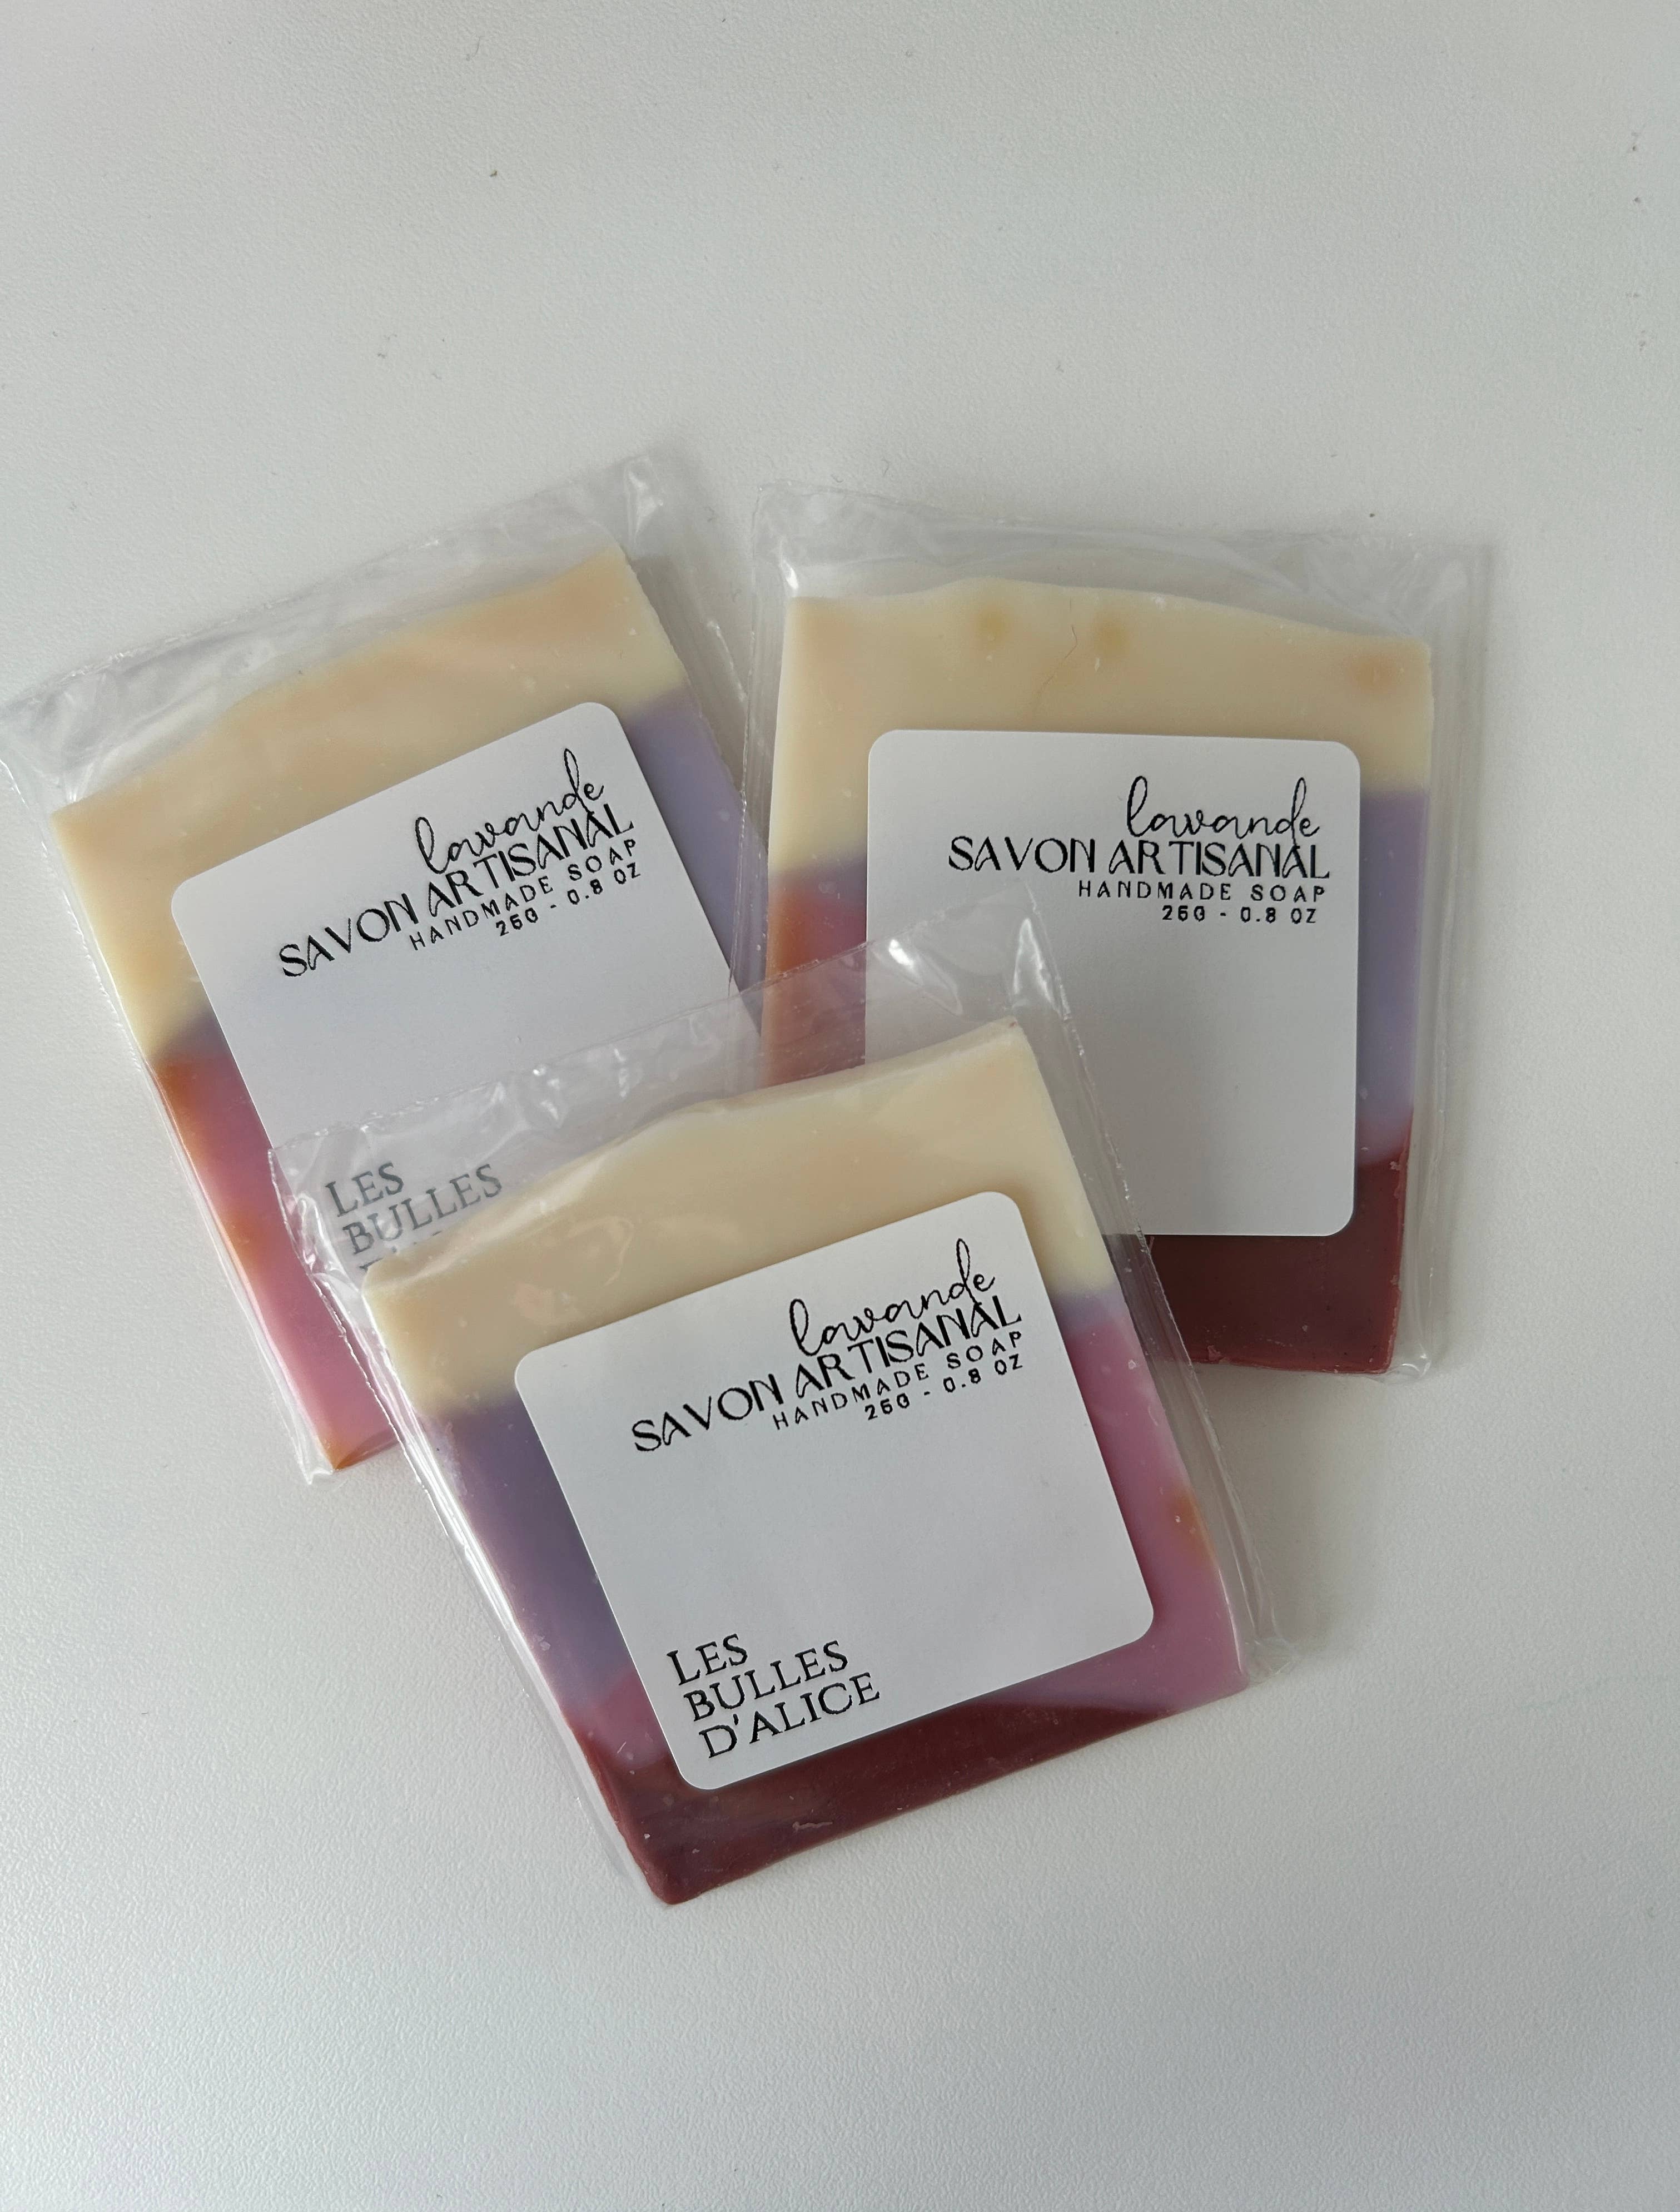 lavande
SAVON ARTISANAL
HANDMADE SOAP
25G - 0.8 OZ
LES
BULLES
lavande
SAVON ARTISANAL
HANDMADE SOAP
25G - 0.8 OZ
lavande
SAVON ARTISANAL
HANDMADE SOAP
25G - 0.8 OZ
LES
BULLES
D'ALICE